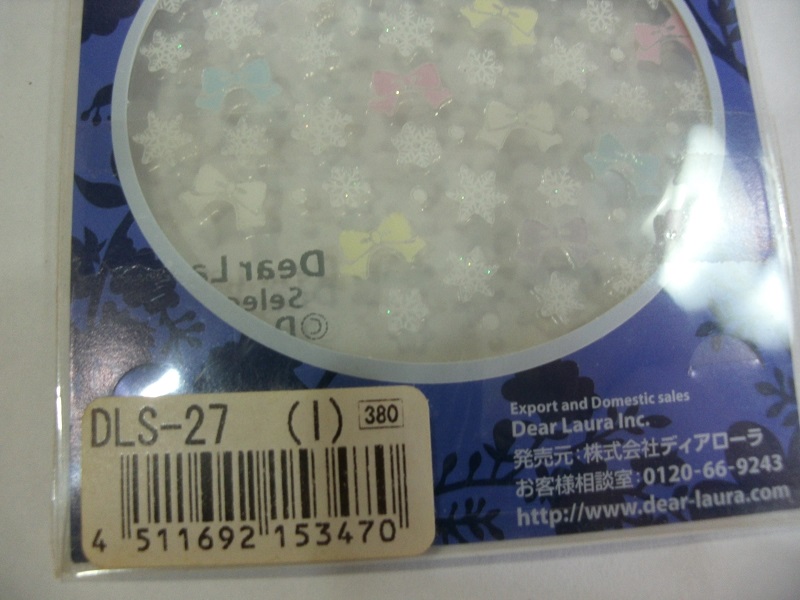 Dear La
Selec
©D
DLS-27 (I) 380
4 511692 153470
Export and Domestic sales
Dear Laura Inc.
発売元:株式会社ディアローラ
お客様相談室:0120-66-9243
http://www.dear-laura.com